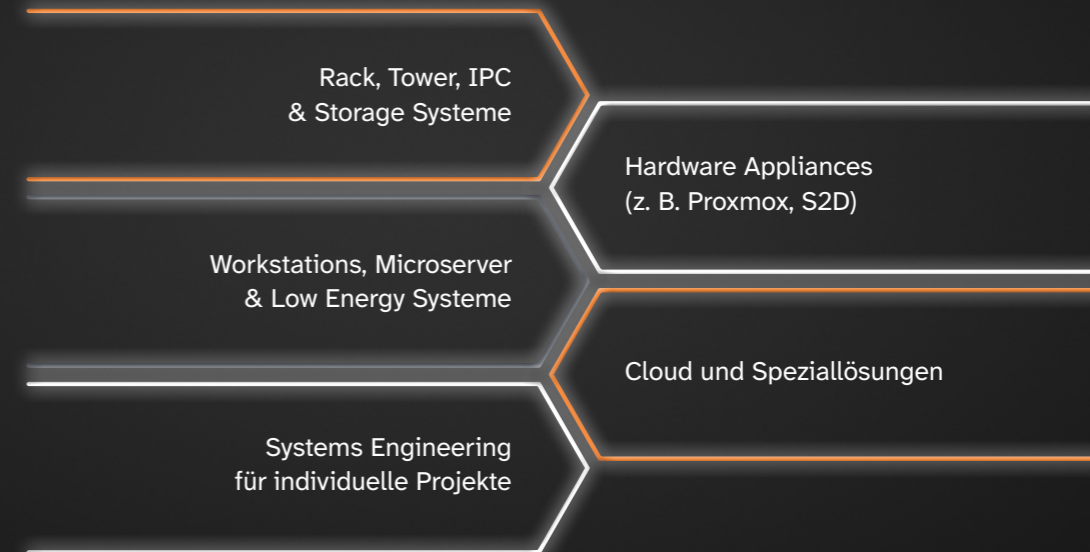 Rack, Tower, IPC
& Storage Systeme
Hardware Appliances
(z. B. Proxmox, S2D)
Workstations, Microserver
& Low Energy Systeme
Cloud und Speziallösungen
Systems Engineering
für individuelle Projekte